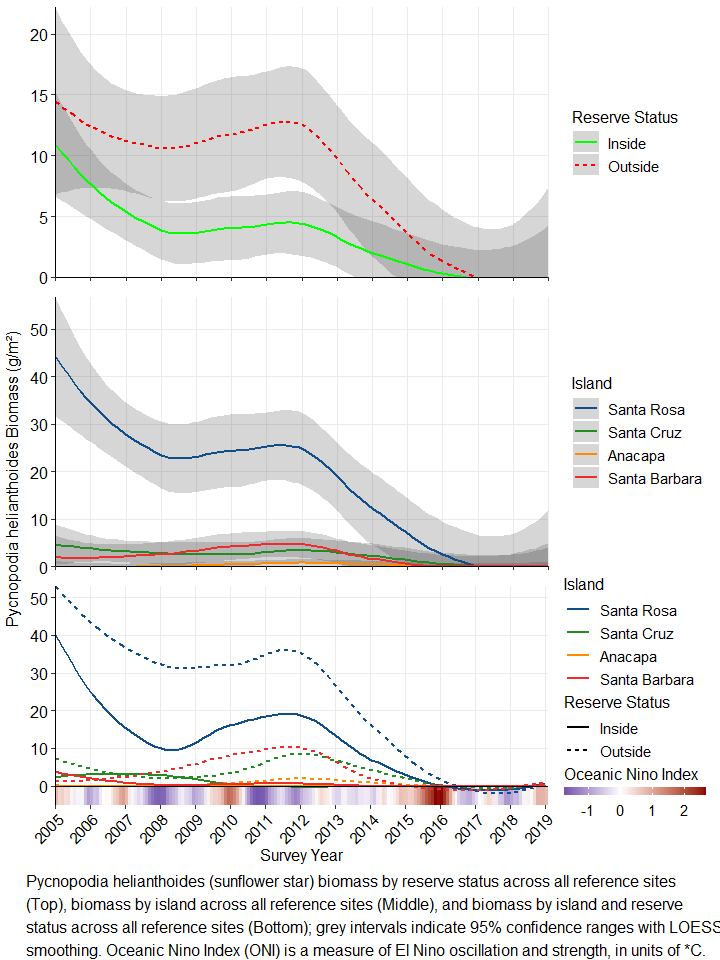 20
15
10
5
0
Reserve Status
Inside
Outside
Pycnopodia helianthoides Biomass (g/m²)
50
40
30
20
10
0
Island
Santa Rosa
Santa Cruz
Anacapa
Santa Barbara
50
40
30
20
10
0
2005 2006 2007 2008 2009 2010 2011 2012 2013 2014 2015 2016 2017 2018 2019
Survey Year
Island
Santa Rosa
Santa Cruz
Anacapa
Santa Barbara
Reserve Status
Inside
Outside
Oceanic Nino Index
-1 0 1 2
Pycnopodia helianthoides (sunflower star) biomass by reserve status across all reference sites
(Top), biomass by island across all reference sites (Middle), and biomass by island and reserve
status across all reference sites (Bottom); grey intervals indicate 95% confidence ranges with LOESS
smoothing. Oceanic Nino Index (ONI) is a measure of El Nino oscillation and strength, in units of *C.